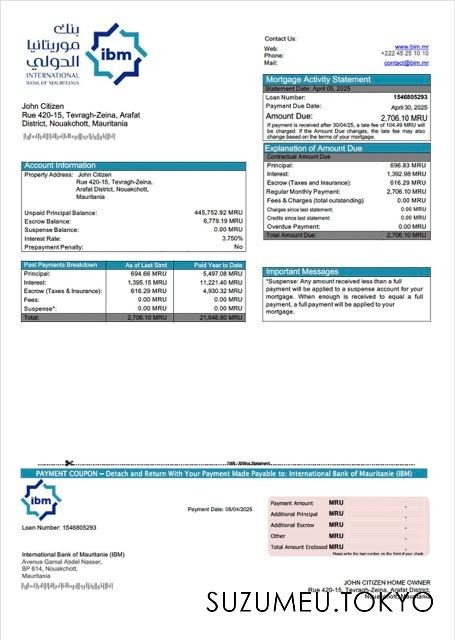 بنك
موريتانيا
الدولي
INTERNATIONAL
BANK OF MAURITANIA
ibm
Contact Us:
Web: www.bim.mr
Phone: +222 45 25 10 10
Mail: contact@bim.mr
Mortgage Activity Statement
Statement Date: April 05, 2025
Loan Number: 1546805293
Payment Due Date: April 30, 2025
Amount Due: 2,706.10 MRU
If payment is received after 30/04/25, a late fee of 104.49 MRU will
be charged. If the Amount Due changes, the late fee may also
change based on the terms of your mortgage.
John Citizen
Rue 420-15, Tevragh-Zeina, Arafat
District, Nouakchott, Mauritania
Explanation of Amount Due
Contractual Amount Due
Principal: 696.83 MRU
Interest: 1,392.98 MRU
Escrow (Taxes and Insurance): 616.29 MRU
Regular Monthly Payment: 2,706.10 MRU
Fees & Charges (total outstanding) 0.00 MRU
Charges since last statement: 0.00 MRU
Credits since last statement: 0.00 MRU
Overdue Payment: 0.00 MRU
Total Amount Due: 2,706.10 MRU
Account Information
Property Address: John Citizen
Rue 420-15, Tevragh-Zeina,
Arafat District, Nouakchott,
Mauritania
Unpaid Principal Balance: 445,752.92 MRU
Escrow Balance: 6,779.19 MRU
Suspense Balance: 0.00 MRU
Interest Rate: 3.750%
Prepayment Penalty: No
Past Payments Breakdown As of Last Stmt Paid Year to Date
Principal: 694.66 MRU 5,497.08 MRU
Interest: 1,395.15 MRU 11,221.40 MRU
Escrow (Taxes & Insurance): 616.29 MRU 4,930.32 MRU
Fees: 0.00 MRU 0.00 MRU
Suspense*: 0.00 MRU 0.00 MRU
Total: 2,706.10 MRU 21,648.80 MRU
Important Messages
*Suspense: Any amount received less than a full
payment will be applied to a suspense account for your
mortgage. When enough is received to equal a full
payment, a full payment will be applied to your
mortgage.
PAYMENT COUPON – Detach and Return With Your Payment Made Payable to: International Bank of Mauritanie (IBM)
ibm
Payment Date: 05/04/2025
Loan Number: 1546805293
Payment Amount MRU
Additional Principal MRU
Additional Escrow MRU
Other MRU
Total Amount Enclosed MRU
Please write the loan number on the front of your check
International Bank of Mauritanie (IBM)
Avenue Gamal Abdel Nasser,
BP 614, Nouakchott,
Mauritania
JOHN CITIZEN HOME OWNER
Rue 420-15, Tevragh-Zeina, Arafat District,
Nouakchott, Mauritania
SUZUMEU.TOKYO